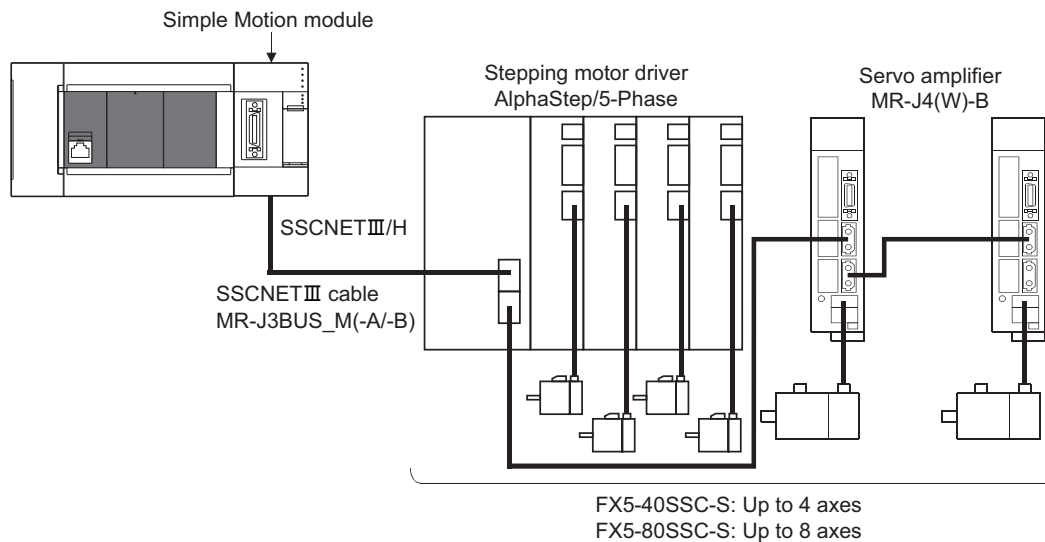 Simple Motion module
Stepping motor driver
AlphaStep/5-Phase
Servo amplifier
MR-J4(W)-B
SSCNETⅢ/H
SSCNETⅢ cable
MR-J3BUS_M(-A/-B)
FX5-40SSC-S: Up to 4 axes
FX5-80SSC-S: Up to 8 axes